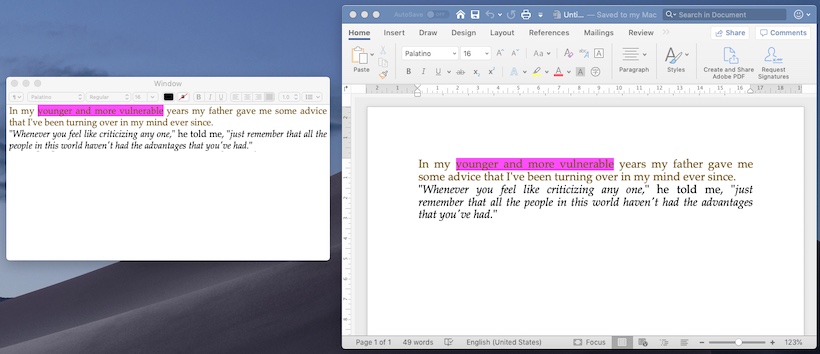 AutoSave OFF Unti... — Saved to my Mac Search in Document
Home Insert Draw Design Layout References Mailings Review Share Comments
Paste Palatino 16 Paragraph Styles Create and Share Adobe PDF Request Signatures
Window
Palatino Regular 16 B I U 1.0
In my younger and more vulnerable years my father gave me some advice
that I've been turning over in my mind ever since.
"Whenever you feel like criticizing any one," he told me, "just remember that all the
people in this world haven't had the advantages that you've had."
In my younger and more vulnerable years my father gave me
some advice that I've been turning over in my mind ever since.
"Whenever you feel like criticizing any one," he told me, "just
remember that all the people in this world haven't had the advantages
that you've had."
Page 1 of 1 49 words English (United States) Focus 123%